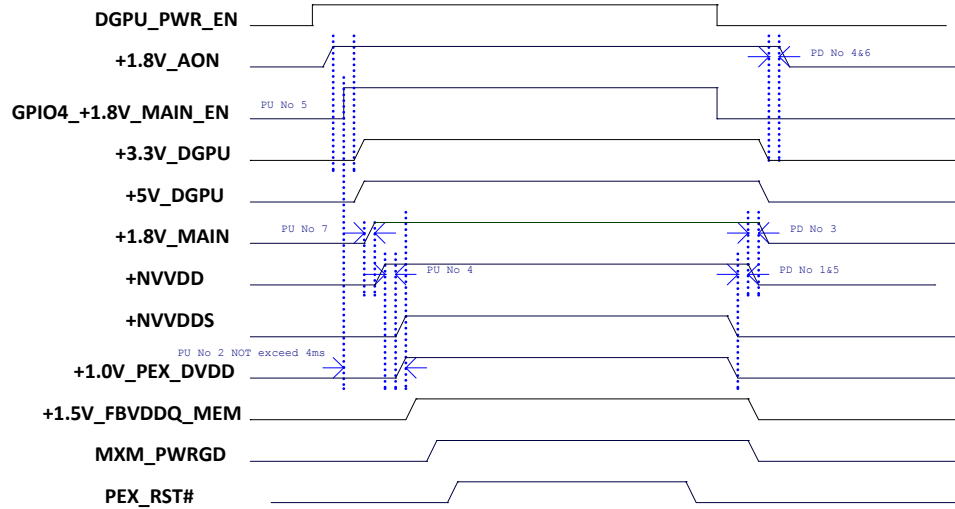 DGPU_PWR_EN
+1.8V_AON
PD No 4&6
GPIO4_+1.8V_MAIN_EN
PU No 5
+3.3V_DGPU
+5V_DGPU
+1.8V_MAIN
PU No 7
PD No 3
+NVVDD
PU No 4
PD No 1&5
+NVVDDS
PU No 2 NOT exceed 4ms
+1.0V_PEX_DVDD
+1.5V_FBVDDQ_MEM
MXM_PWRGD
PEX_RST#